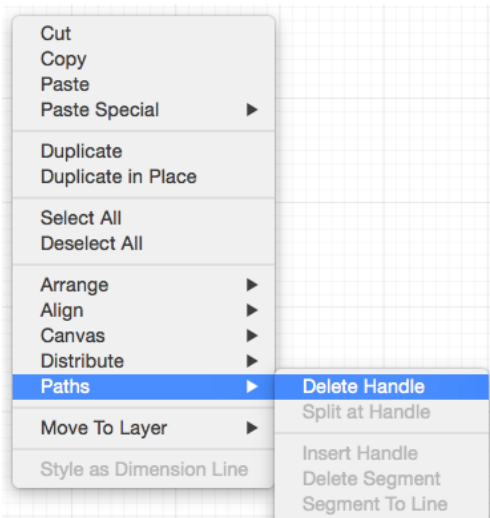 Cut
Copy
Paste
Paste Special
Duplicate
Duplicate in Place
Select All
Deselect All
Arrange
Align
Canvas
Distribute
Paths
Move To Layer
Style as Dimension Line
Delete Handle
Split at Handle
Insert Handle
Delete Segment
Segment To Line